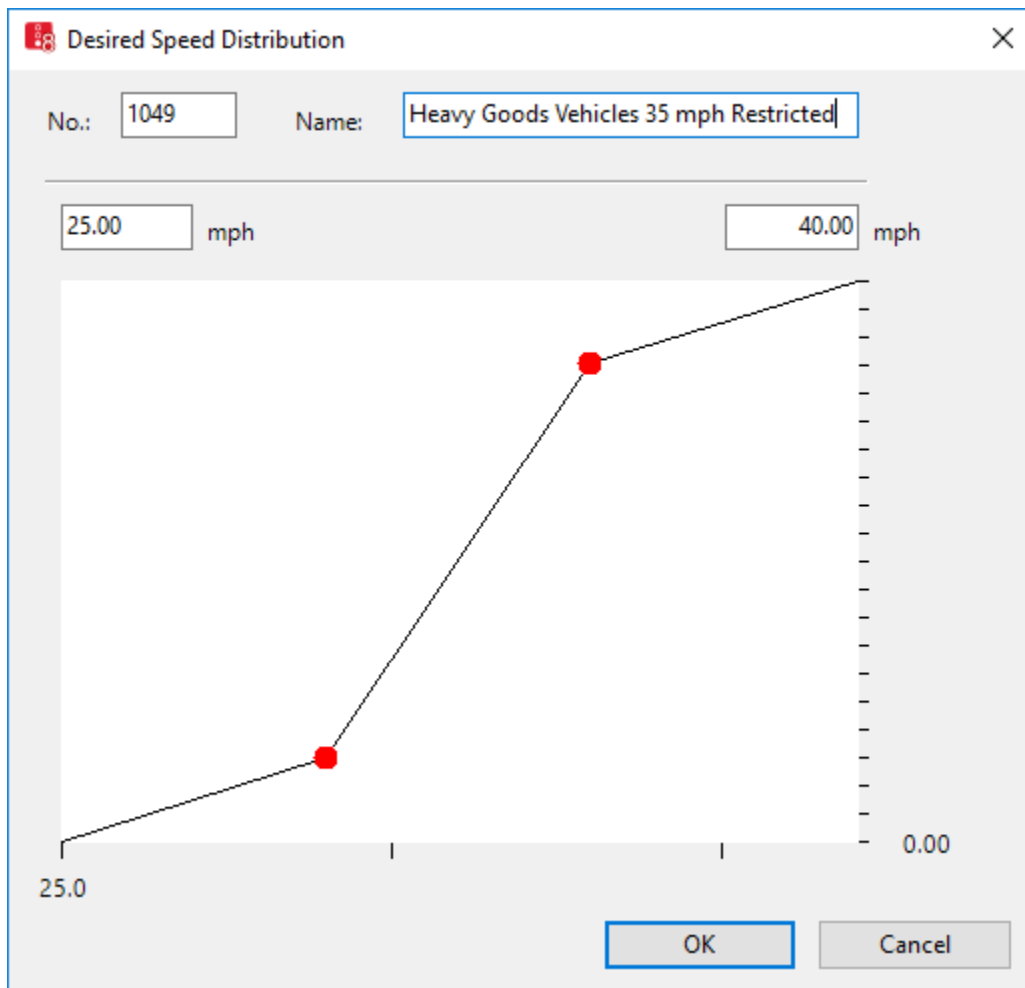 Desired Speed Distribution
No.: 1049 Name: Heavy Goods Vehicles 35 mph Restricted
25.00 mph 40.00 mph
0.00
25.0
OK Cancel